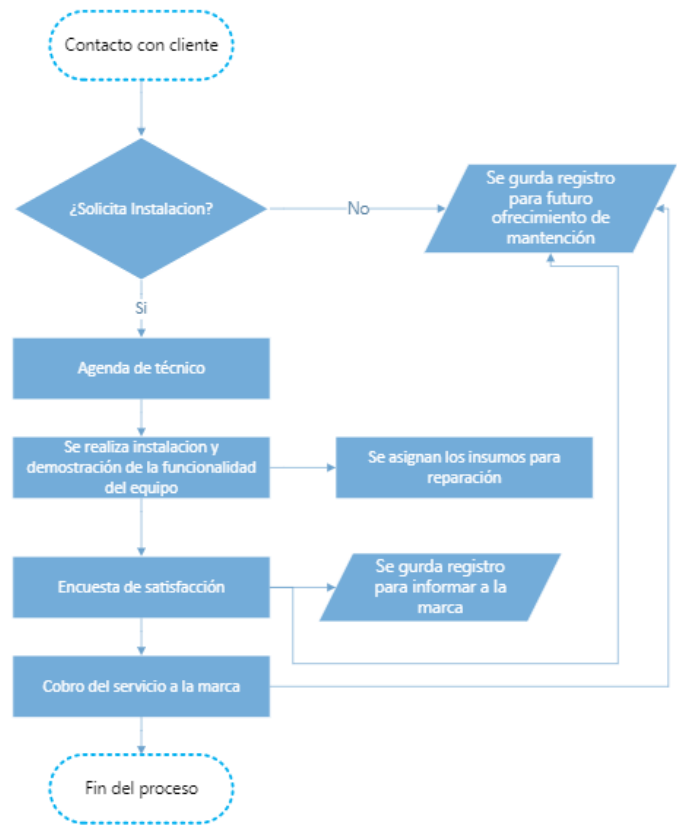 Contacto con cliente
¿Solicita Instalacion?
No
Se gurda registro
para futuro
ofrecimiento de
mantención
Si
Agenda de técnico
Se realiza instalacion y
demostración de la funcionalidad
del equipo
Se asignan los insumos para
reparación
Encuesta de satisfacción
Se gurda registro
para informar a la
marca
Cobro del servicio a la marca
Fin del proceso